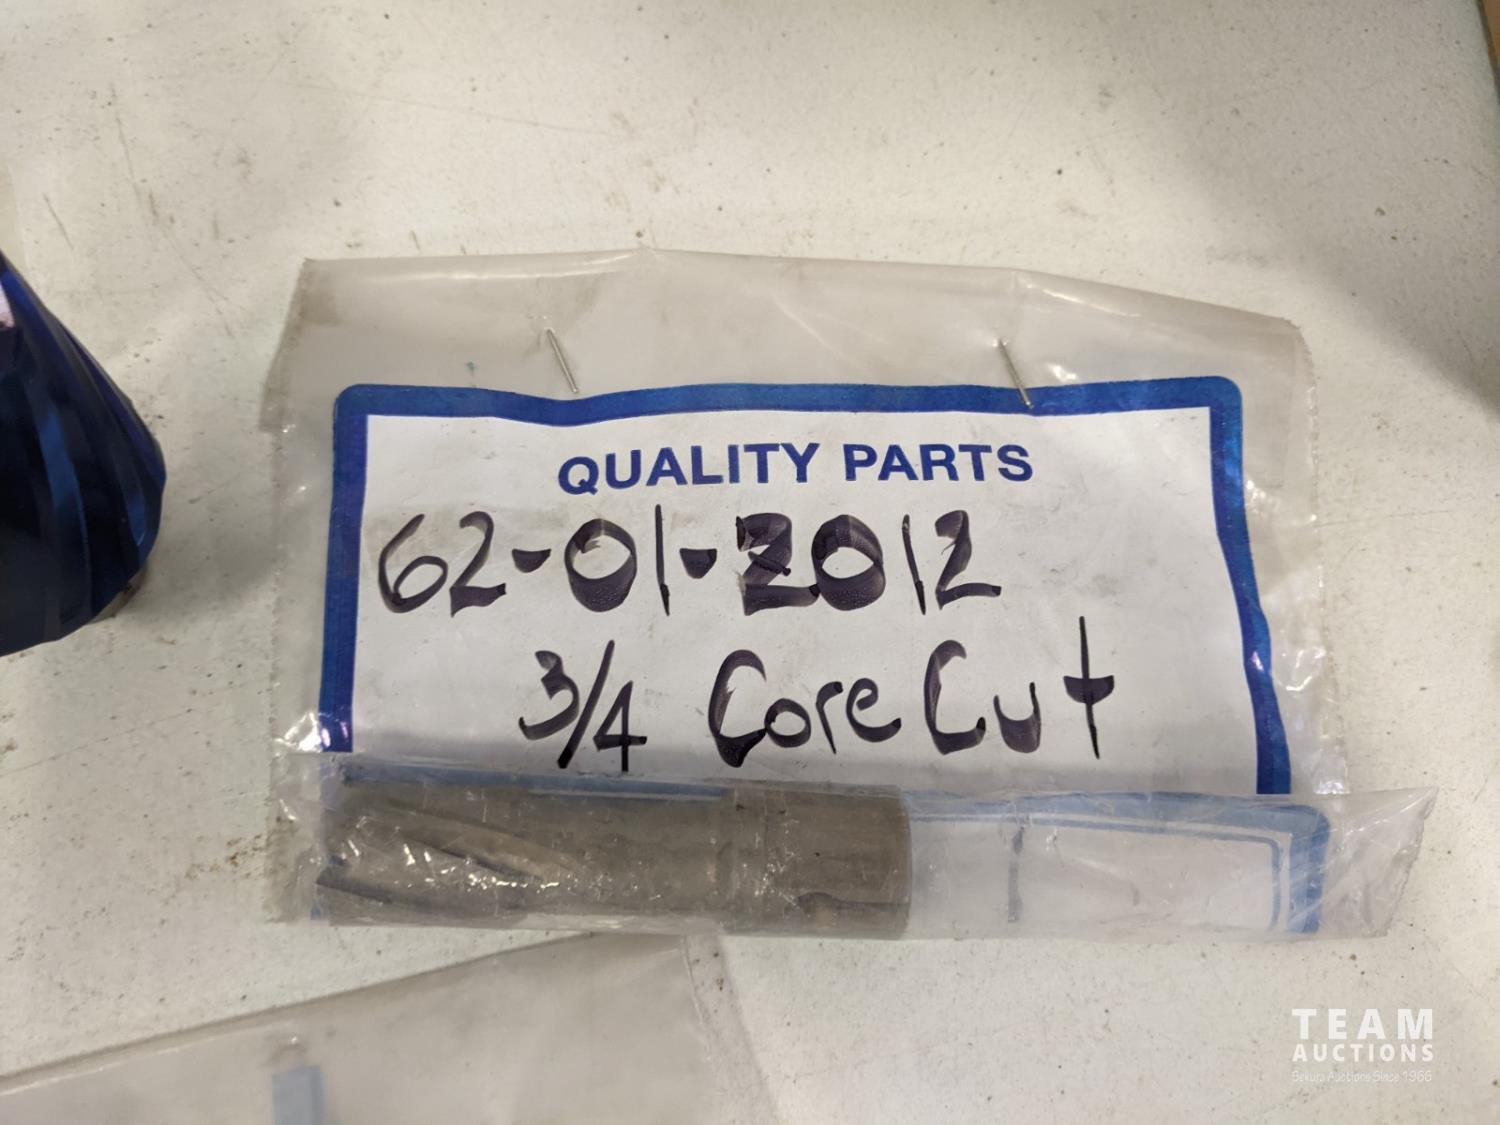 QUALITY PARTS
62-01-2012
3/4 Core Cut
TEAM
AUCTIONS
Sekura Auctions Since 1966